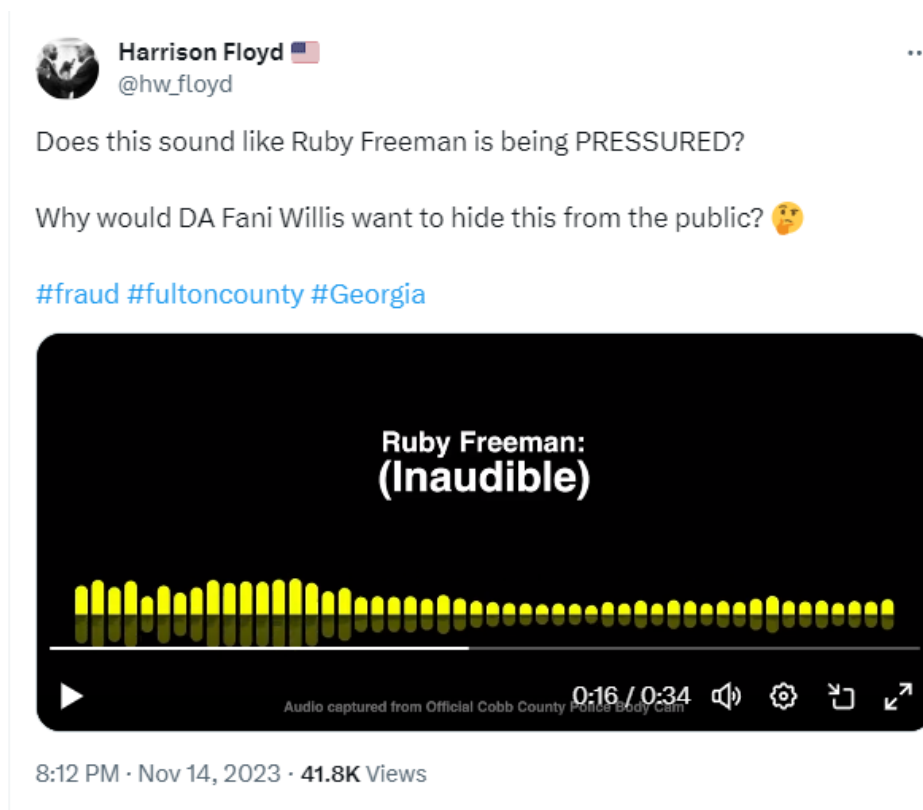 Harrison Floyd 🇺🇸
@hw_floyd
Does this sound like Ruby Freeman is being PRESSURED?
Why would DA Fani Willis want to hide this from the public? 🤔
#fraud #fultoncounty #Georgia
Ruby Freeman:
(Inaudible)
0:16 / 0:34
Audio captured from Official Cobb County Police Body Cam
8:12 PM · Nov 14, 2023 · 41.8K Views